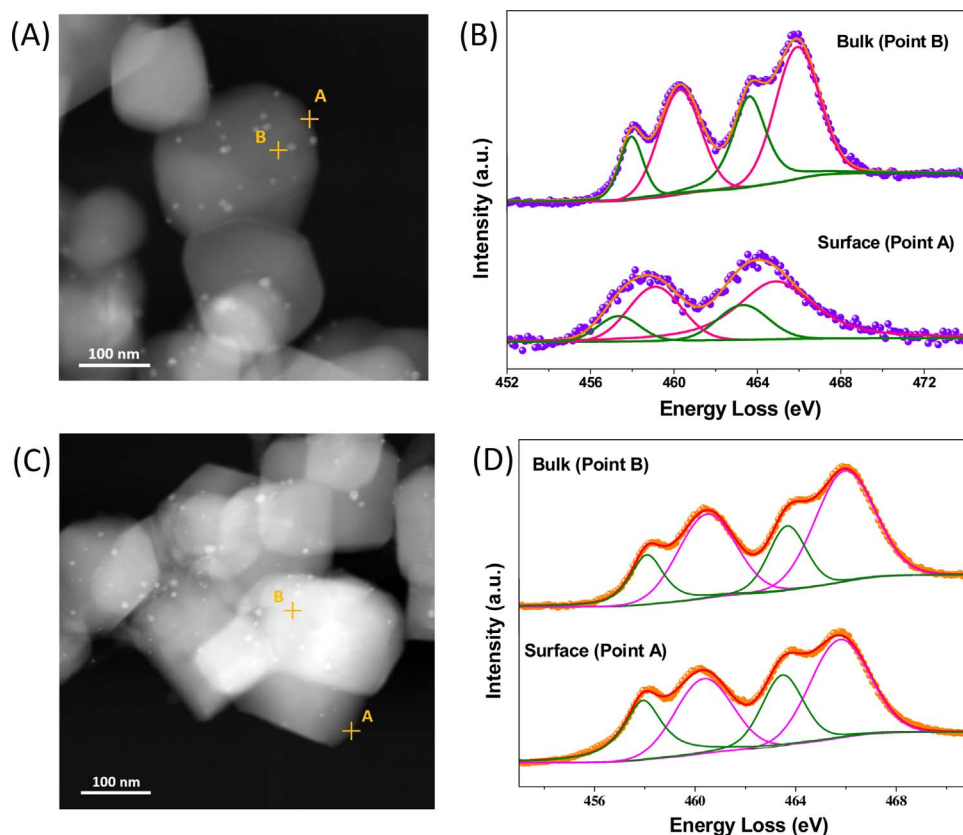 (A)
A
B
100 nm
(B)
Bulk (Point B)
Surface (Point A)
Intensity (a.u.)
452 456 460 464 468 472
Energy Loss (eV)
(C)
B
A
100 nm
(D)
Bulk (Point B)
Surface (Point A)
Intensity (a.u.)
456 460 464 468
Energy Loss (eV)